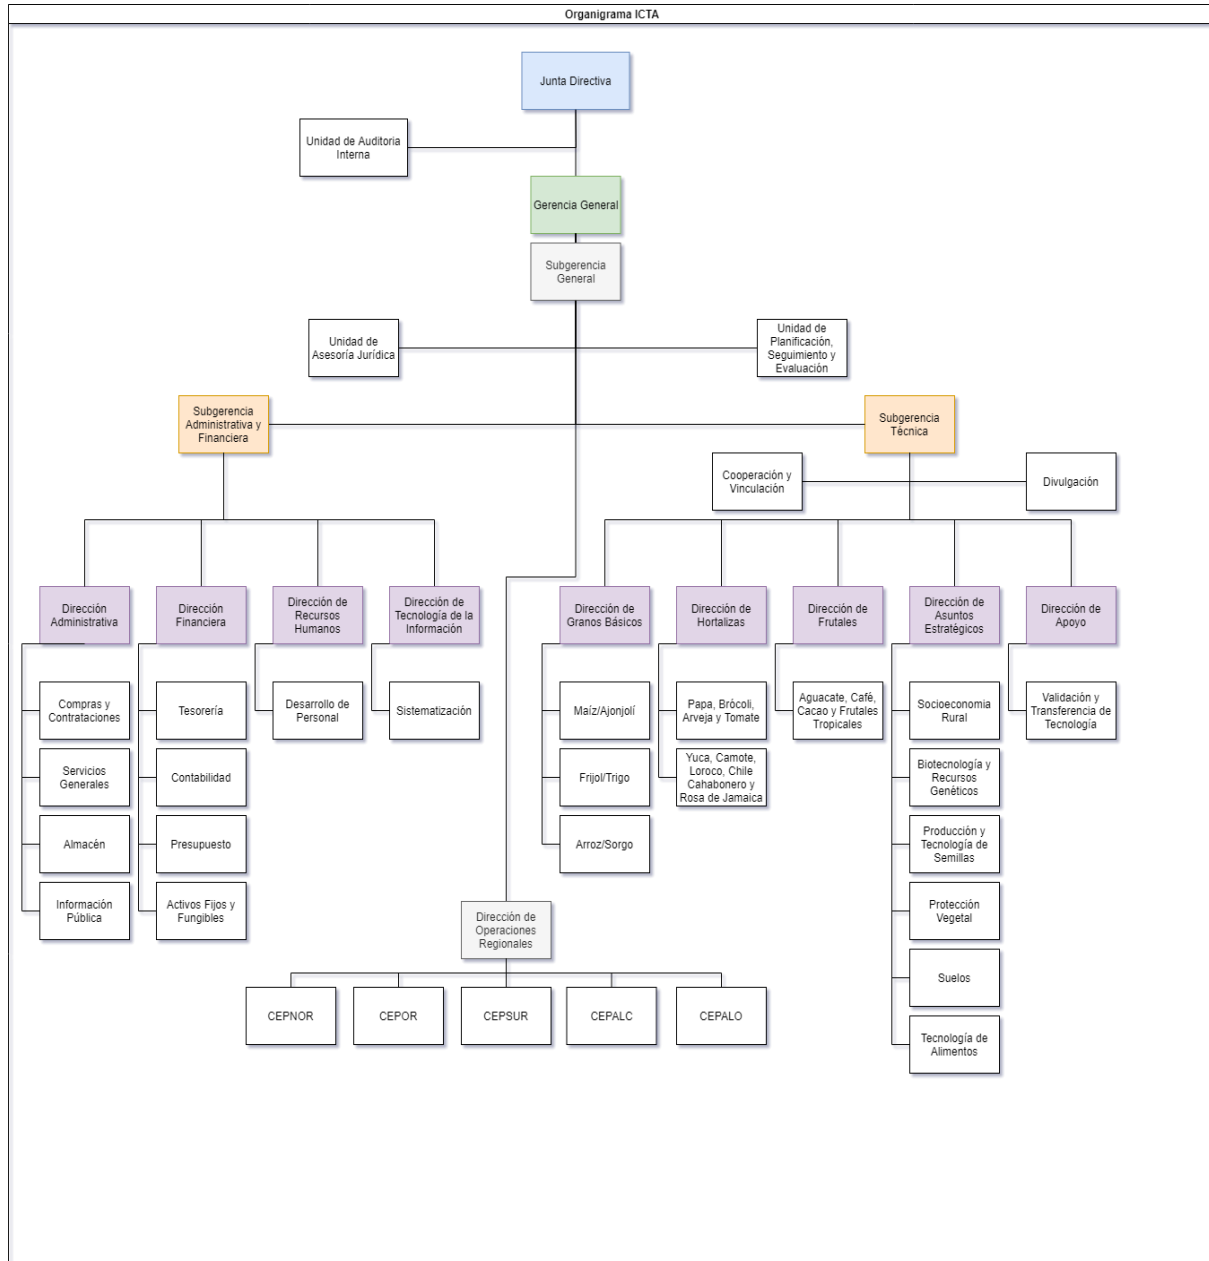 Organigrama ICTA
Junta Directiva
Unidad de Auditoria
Interna
Gerencia General
Subgerencia
General
Unidad de
Asesoría Jurídica
Unidad de
Planificación,
Seguimiento y
Evaluación
Subgerencia
Administrativa y
Financiera
Subgerencia
Técnica
Cooperación y
Vinculación
Divulgación
Dirección
Administrativa
Dirección
Financiera
Dirección de
Recursos
Humanos
Dirección de
Tecnología de la
Información
Dirección de
Granos Básicos
Dirección de
Hortalizas
Dirección de
Frutales
Dirección de
Asuntos
Estratégicos
Dirección de
Apoyo
Compras y
Contrataciones
Tesorería
Desarrollo de
Personal
Sistematización
Maíz/Ajonjolí
Papa, Brócoli,
Arveja y Tomate
Aguacate, Café,
Cacao y Frutales
Tropicales
Socioeconomia
Rural
Validación y
Transferencia de
Tecnología
Servicios
Generales
Contabilidad
Frijol/Trigo
Yuca, Camote,
Loroco, Chile
Cahabonero y
Rosa de Jamaica
Biotecnología y
Recursos
Genéticos
Almacén
Presupuesto
Arroz/Sorgo
Producción y
Tecnología de
Semillas
Información
Pública
Activos Fijos y
Fungibles
Protección
Vegetal
Dirección de
Operaciones
Regionales
Suelos
CEPNOR
CEPOR
CEPSUR
CEPALC
CEPALO
Tecnología de
Alimentos